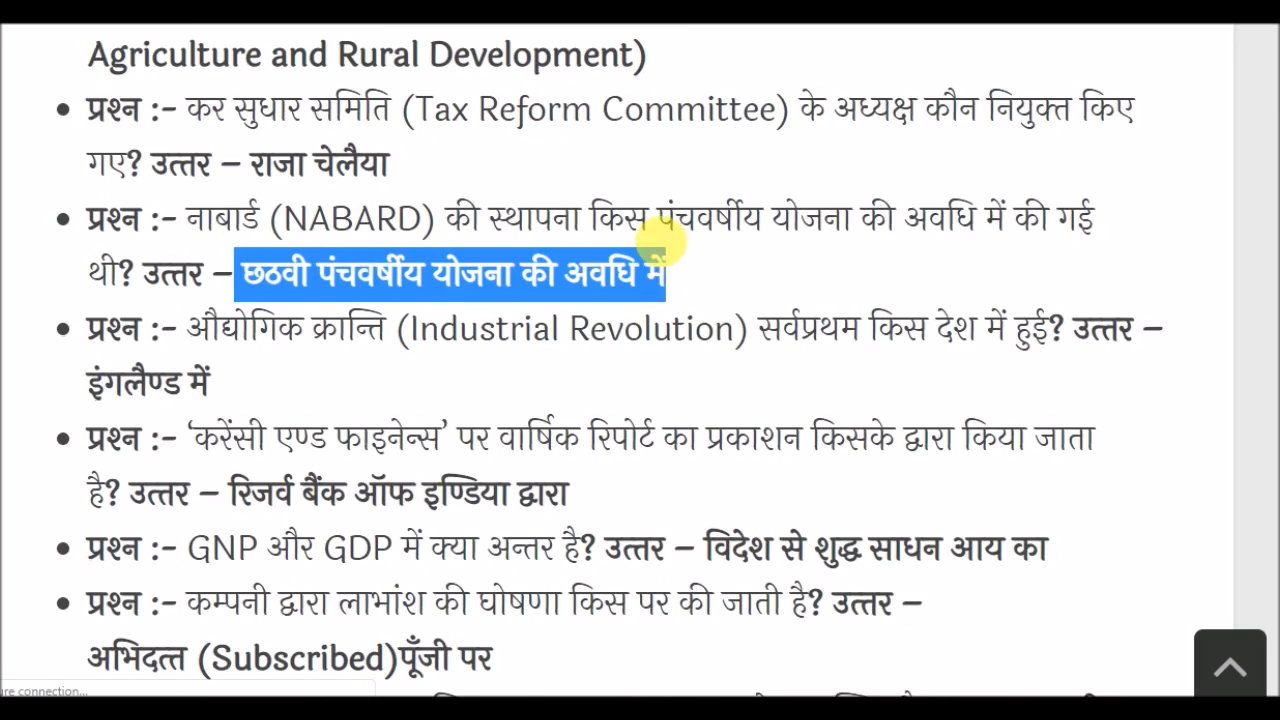 Agriculture and Rural Development)
• प्रश्न :- कर सुधार समिति (Tax Reform Committee) के अध्यक्ष कौन नियुक्त किए
गए? उत्तर – राजा चेलैया
• प्रश्न :- नाबार्ड (NABARD) की स्थापना किस पंचवर्षीय योजना की अवधि में की गई
थी? उत्तर – छठवी पंचवर्षीय योजना की अवधि में
• प्रश्न :- औद्योगिक क्रान्ति (Industrial Revolution) सर्वप्रथम किस देश में हुई? उत्तर –
इंगलैण्ड में
• प्रश्न :- ‘करेंसी एण्ड फाइनेन्स’ पर वार्षिक रिपोर्ट का प्रकाशन किसके द्वारा किया जाता
है? उत्तर – रिजर्व बैंक ऑफ इण्डिया द्वारा
• प्रश्न :- GNP और GDP में क्या अन्तर है? उत्तर – विदेश से शुद्ध साधन आय का
• प्रश्न :- कम्पनी द्वारा लाभांश की घोषणा किस पर की जाती है? उत्तर –
अभिदत्त (Subscribed)पूँजी पर
ure connection...